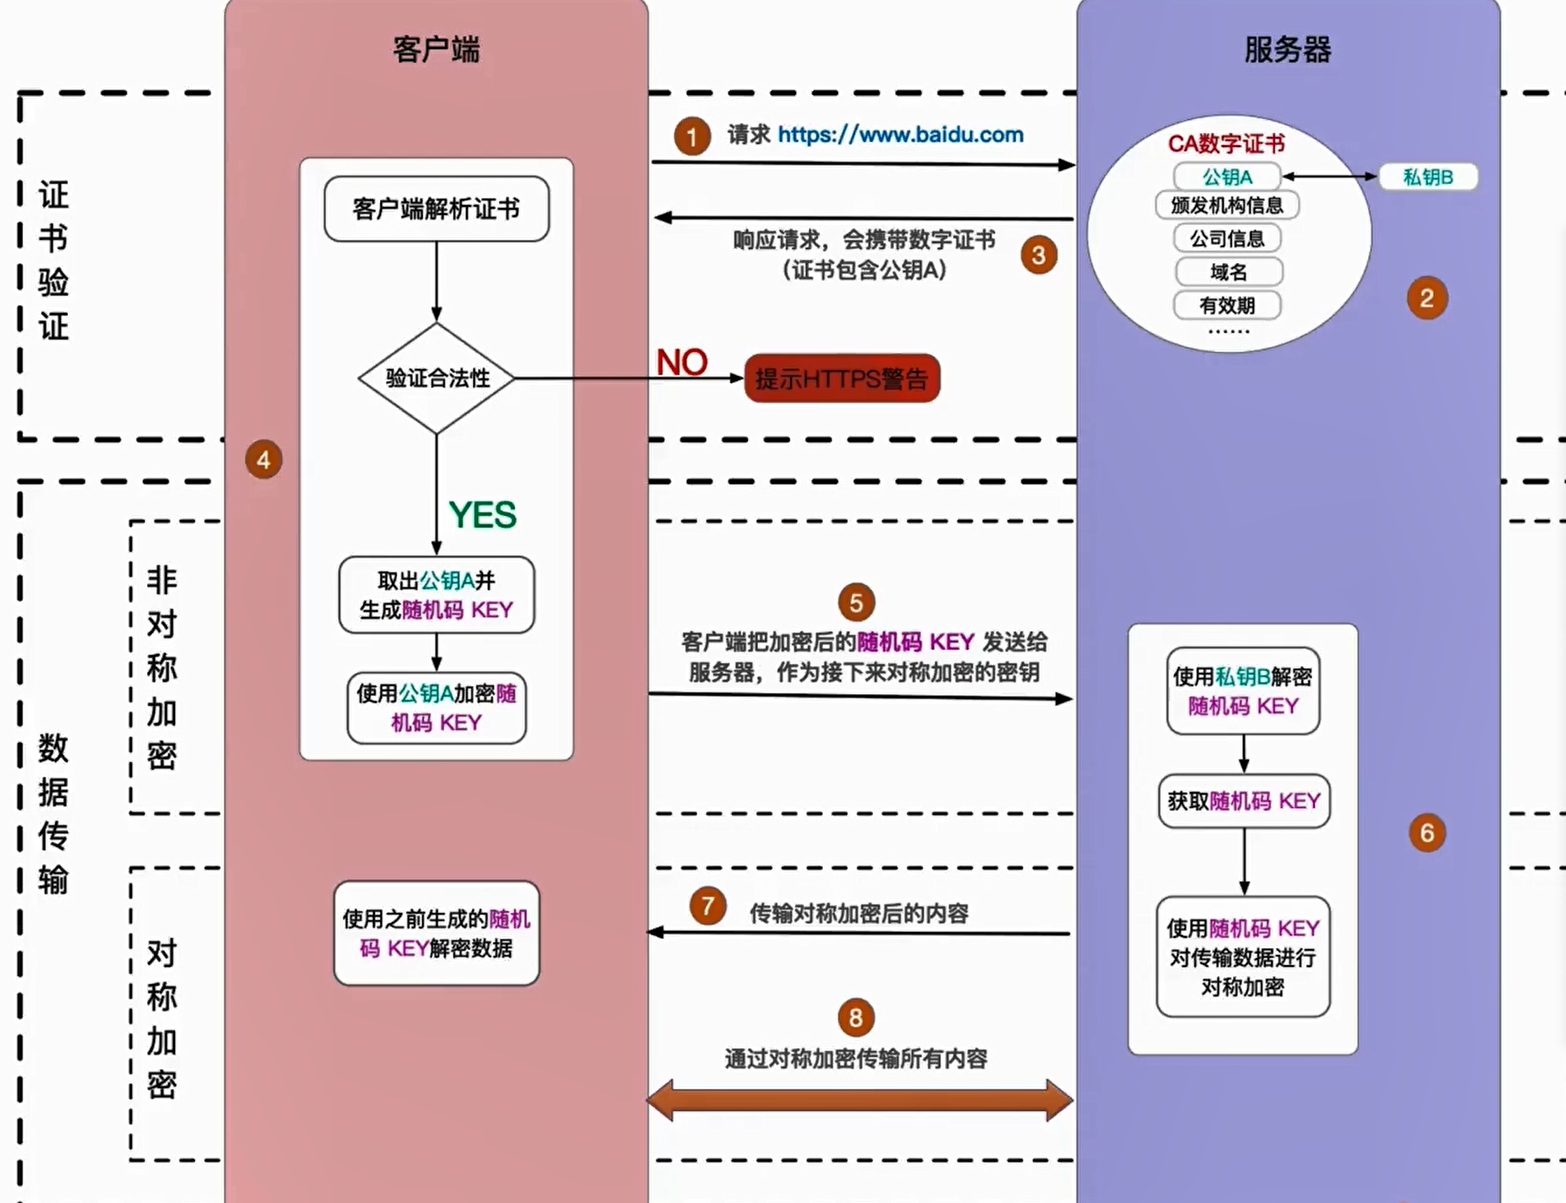 客户端
服务器
证书验证
1 请求 https://www.baidu.com
CA数字证书
公钥A
私钥B
颁发机构信息
公司信息
域名
有效期
······
2
响应请求，会携带数字证书
（证书包含公钥A）
3
客户端解析证书
验证合法性
NO
提示HTTPS警告
4
YES
数据传输
非对称加密
取出公钥A并
生成随机码 KEY
使用公钥A加密随
机码 KEY
5
客户端把加密后的随机码 KEY 发送给
服务器，作为接下来对称加密的密钥
使用私钥B解密
随机码 KEY
获取随机码 KEY
6
使用随机码 KEY
对传输数据进行
对称加密
对称加密
7 传输对称加密后的内容
使用之前生成的随机
码 KEY解密数据
8
通过对称加密传输所有内容